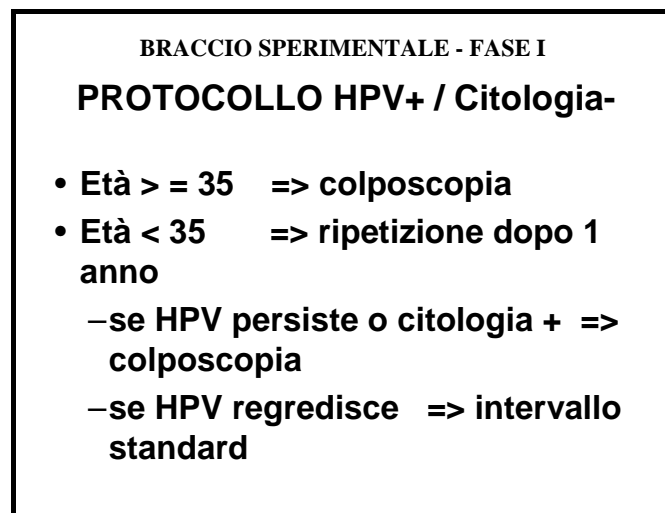 BRACCIO SPERIMENTALE - FASE I
PROTOCOLLO HPV+ / Citologia-
• Età > = 35 => colposcopia
• Età < 35 => ripetizione dopo 1
anno
–se HPV persiste o citologia + =>
colposcopia
–se HPV regredisce => intervallo
standard